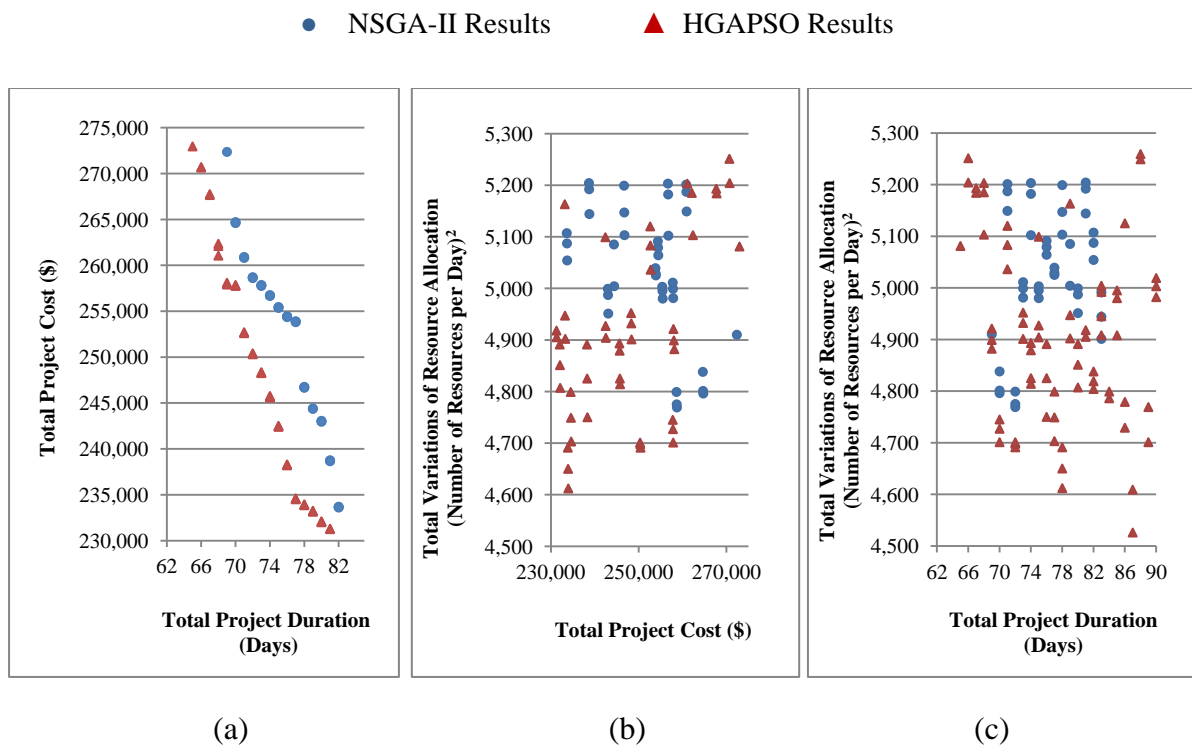 NSGA-II Results
HGAPSO Results
Total Project Cost ($)
275,000
270,000
265,000
260,000
255,000
250,000
245,000
240,000
235,000
230,000
62 66 70 74 78 82
Total Project Duration
(Days)
(a)
Total Variations of Resource Allocation
(Number of Resources per Day)²
5,300
5,200
5,100
5,000
4,900
4,800
4,700
4,600
4,500
230,000 250,000 270,000
Total Project Cost ($)
(b)
Total Variations of Resource Allocation
(Number of Resources per Day)²
5,300
5,200
5,100
5,000
4,900
4,800
4,700
4,600
4,500
62 66 70 74 78 82 86 90
Total Project Duration
(Days)
(c)